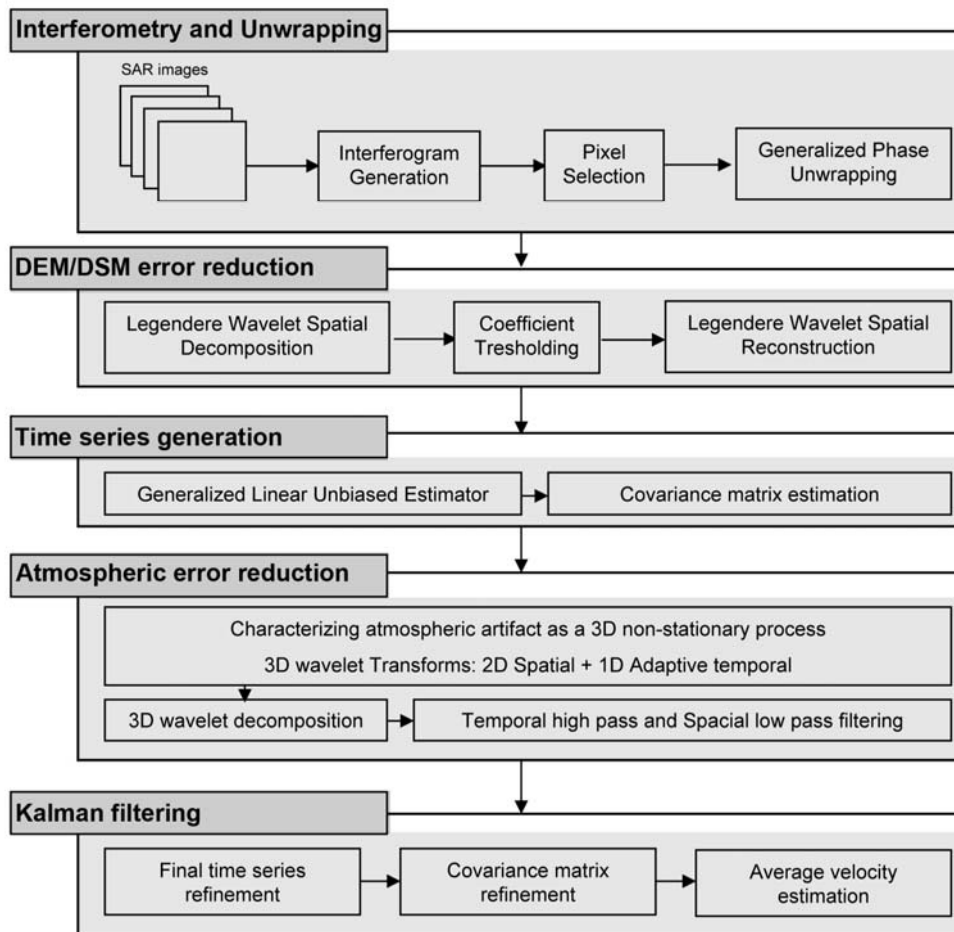 Interferometry and Unwrapping
SAR images
Interferogram
Generation
Pixel
Selection
Generalized Phase
Unwrapping
DEM/DSM error reduction
Legendere Wavelet Spatial
Decomposition
Coefficient
Tresholding
Legendere Wavelet Spatial
Reconstruction
Time series generation
Generalized Linear Unbiased Estimator
Covariance matrix estimation
Atmospheric error reduction
Characterizing atmospheric artifact as a 3D non-stationary process
3D wavelet Transforms: 2D Spatial + 1D Adaptive temporal
3D wavelet decomposition
Temporal high pass and Spacial low pass filtering
Kalman filtering
Final time series
refinement
Covariance matrix
refinement
Average velocity
estimation